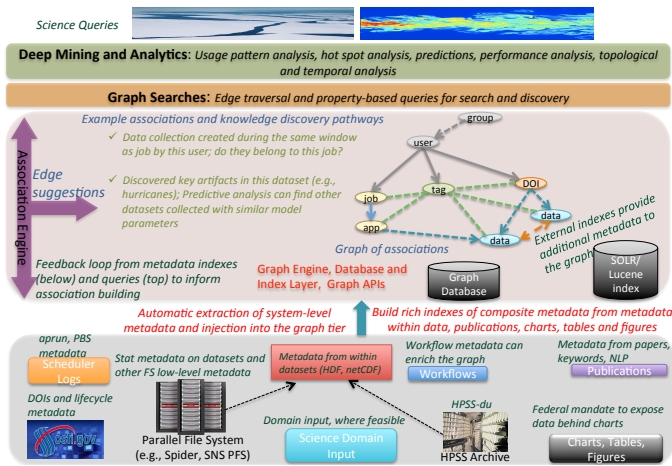 Science Queries
Deep Mining and Analytics: Usage pattern analysis, hot spot analysis, predictions, performance analysis, topological
and temporal analysis
Graph Searches: Edge traversal and property-based queries for search and discovery
Association Engine
Example associations and knowledge discovery pathways
✓ Data collection created during the same window
as job by this user; do they belong to this job?
Edge
suggestions
✓ Discovered key artifacts in this dataset (e.g.,
hurricanes); Predictive analysis can find other
datasets collected with similar model
parameters
group
user
job
tag
DOI
app
data
data
Graph of associations
External indexes provide
additional metadata to
the graph
Feedback loop from metadata indexes
(below) and queries (top) to inform
association building
Graph Engine, Database and
Index Layer, Graph APIs
Graph
Database
SOLR/
Lucene
index
Automatic extraction of system-level
metadata and injection into the graph tier
Build rich indexes of composite metadata from metadata
within data, publications, charts, tables and figures
aprun, PBS
metadata
Scheduler
Logs
Stat metadata on datasets and
other FS low-level metadata
Metadata from within
datasets (HDF, netCDF)
Workflow metadata can
enrich the graph
Workflows
Metadata from papers,
keywords, NLP
Publications
DOIs and lifecycle
metadata
osti.gov
Parallel File System
(e.g., Spider, SNS PFS)
Domain input, where feasible
Science Domain
Input
HPSS-du
HPSS Archive
Federal mandate to expose
data behind charts
Charts, Tables,
Figures